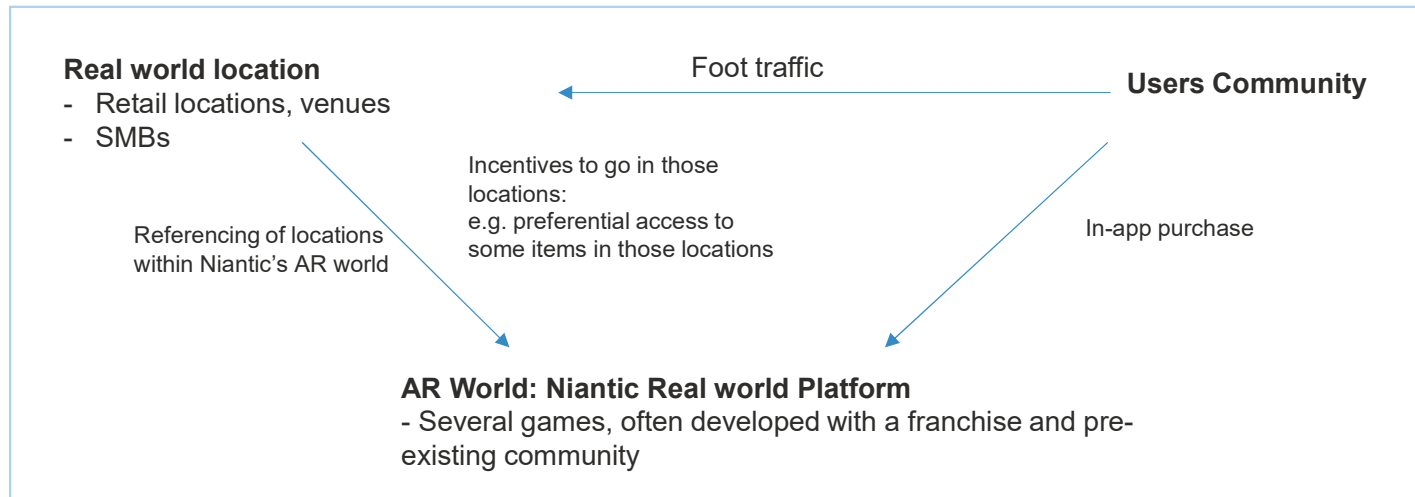 Real world location
- Retail locations, venues
- SMBs
Foot traffic
Users Community
Incentives to go in those
locations:
e.g. preferential access to
some items in those locations
Referencing of locations
within Niantic's AR world
In-app purchase
AR World: Niantic Real world Platform
- Several games, often developed with a franchise and pre-
existing community